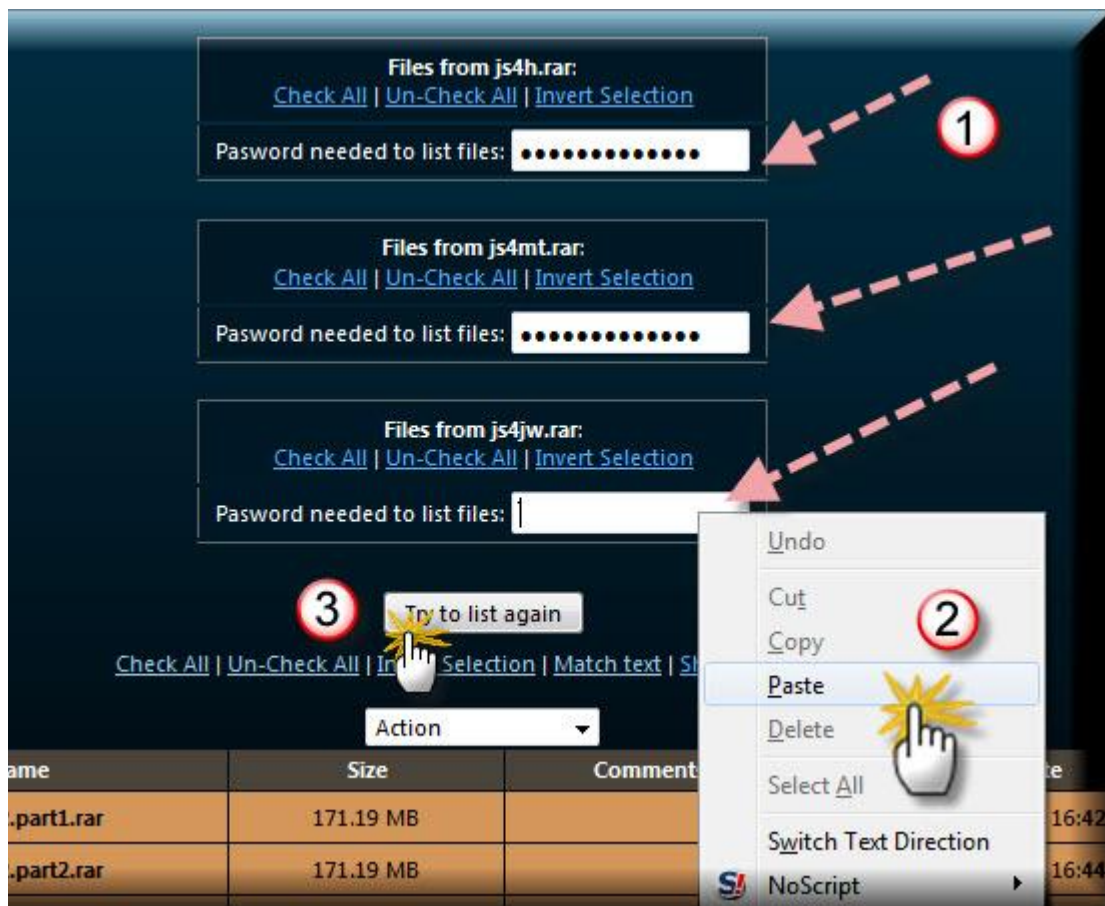 Files from js4h.rar:
Check All | Un-Check All | Invert Selection
Pasword needed to list files: •••••••••••••
1
Files from js4mt.rar:
Check All | Un-Check All | Invert Selection
Pasword needed to list files: •••••••••••••
Files from js4jw.rar:
Check All | Un-Check All | Invert Selection
Pasword needed to list files:
Undo
Cut
Copy
2
Paste
Delete
Select All
Switch Text Direction
NoScript
3
Try to list again
Check All | Un-Check All | Selection | Match text |
Action
Size Comment
.part1.rar 171.19 MB 16:42
.part2.rar 171.19 MB 16:44